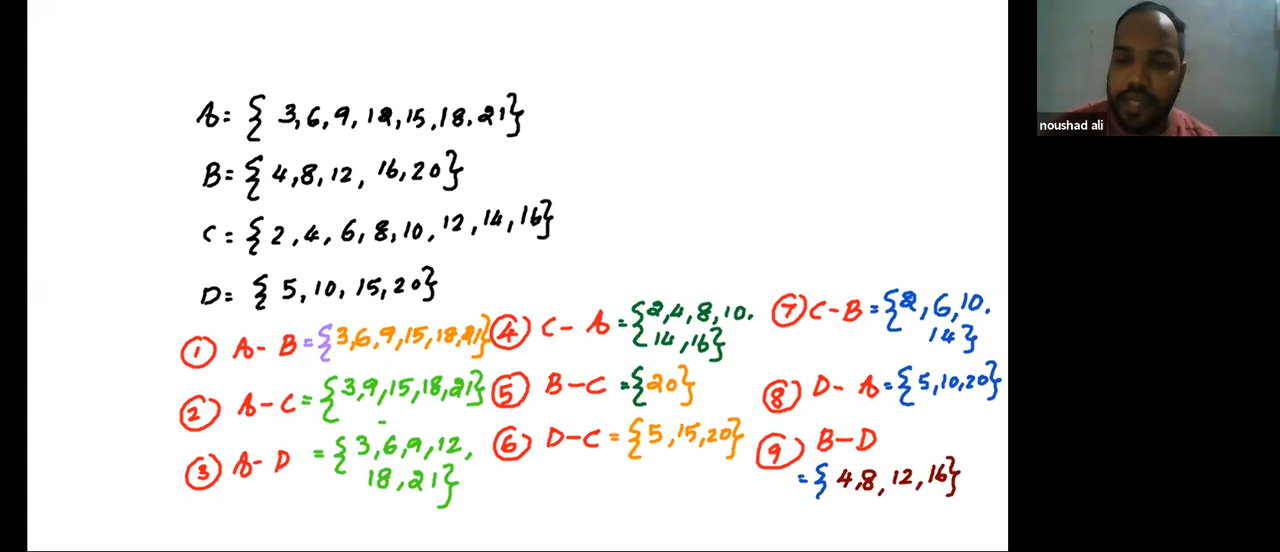 A= { 3,6,9,12,15,18,21}
B= {4,8,12, 16,20}
C = {2,4,6,8,10,12,14,16}
D= {5,10,15,20}
① A-B={3,6,9,15,18,21}
② A-C={3,9,15,18,21}
③ A-D = {3,6,9,12,
18,21}
④ C-A={2,4,8,10.
14,16}
⑤ B-C={20}
⑥ D-C={5,15,20}
⑦ C-B={2,6,10.
14}
⑧ D-A={5,10,20}
⑨ B-D
={4,8,12,16}
noushad ali